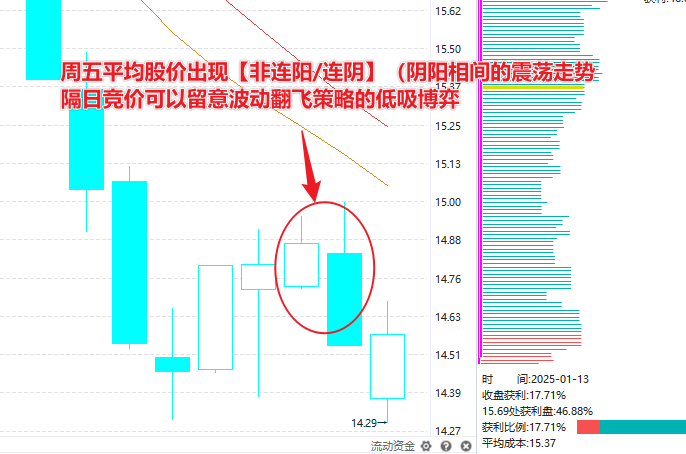 获利:
15.62
15.50
周五平均股价出现【非连阳/连阴】（阴阳相间的震荡走势
15.37
隔日竞价可以留意波动翻飞策略的低吸博弈
15.25
15.13
15.00
14.88
14.76
14.63
14.51
14.39
14.29→
14.27
流动资金
时 间:2025-01-13
收盘获利:17.71%
15.69处获利盘:46.88%
获利比例:17.71%
平均成本:15.37